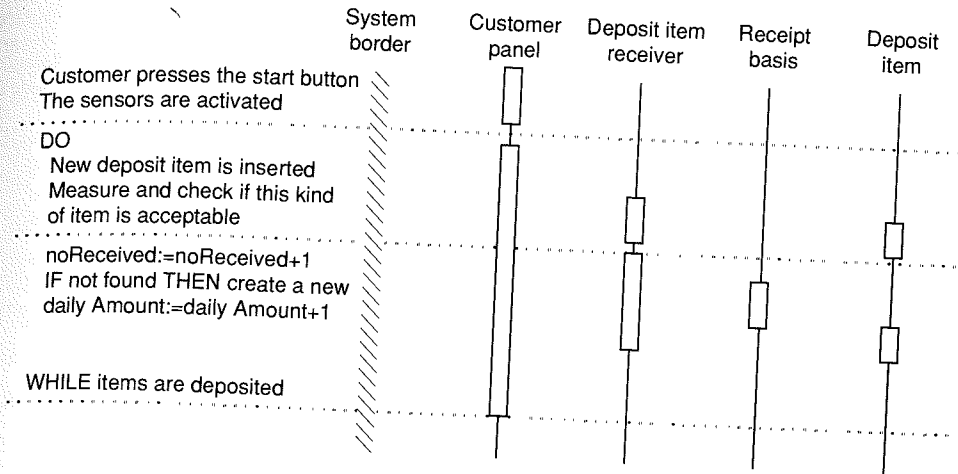 System
border
Customer
panel
Deposit item
receiver
Receipt
basis
Deposit
item
Customer presses the start button
The sensors are activated
DO
New deposit item is inserted
Measure and check if this kind
of item is acceptable
noReceived:=noReceived+1
IF not found THEN create a new
daily Amount:=daily Amount+1
WHILE items are deposited